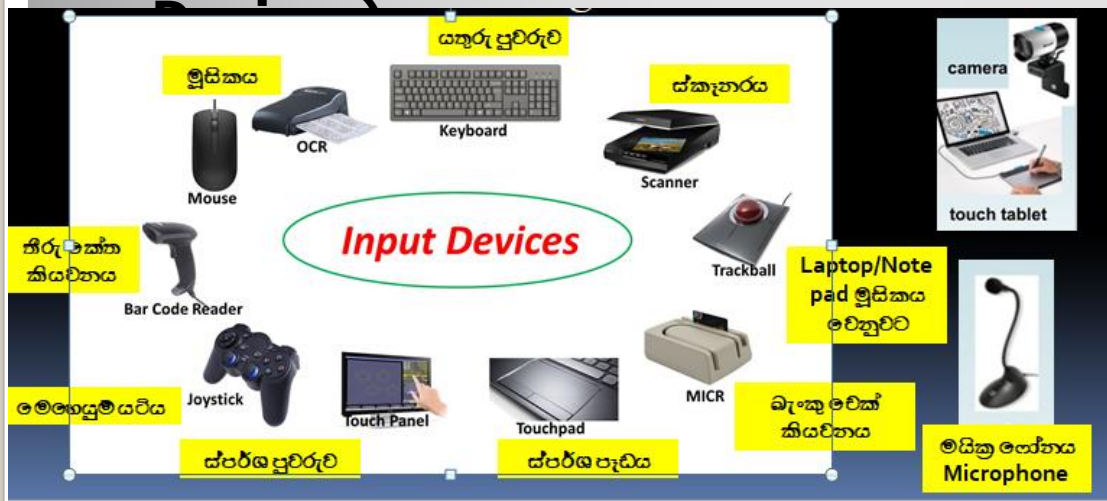 යතුරු පුවරුව
මූසිකය
ස්කෑනරය
camera
Keyboard
OCR
Scanner
Mouse
touch tablet
Input Devices
තීරු කේත
කියවනය
Trackball
Laptop/Note
pad මූසිකය
වෙනුවට
Bar Code Reader
Joystick
MICR
Touch Panel
Touchpad
මෙහෙයුම් යටිය
බැංකු චෙක්
කියවනය
ස්පර්ශ පුවරුව
ස්පර්ශ පෑඩය
මයික්‍ර ෆෝනය
Microphone